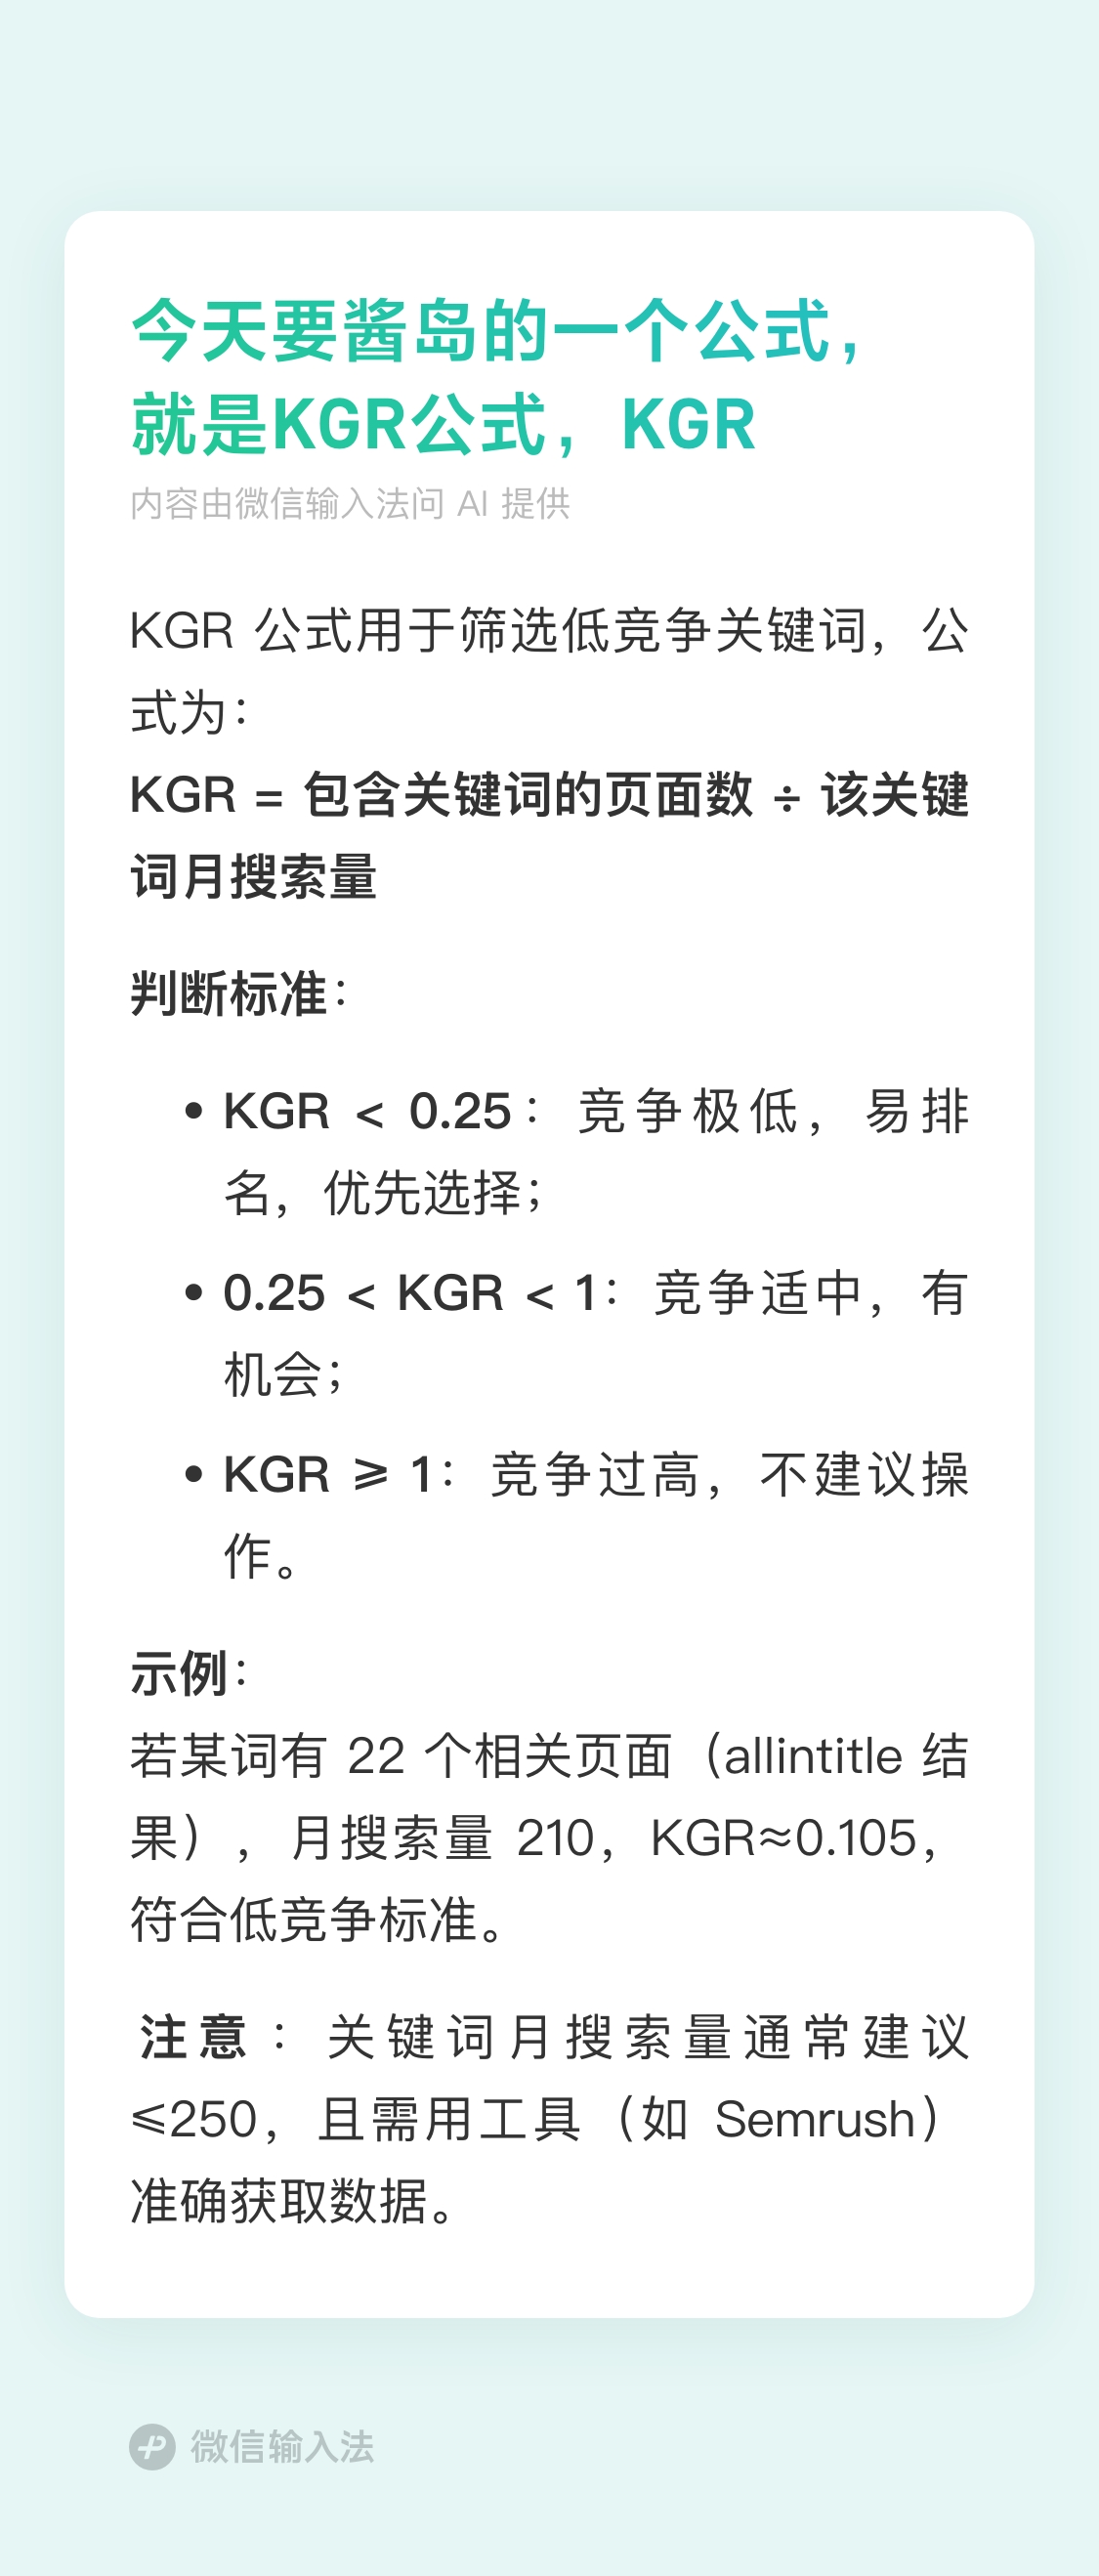 今天要酱岛的一个公式，
就是KGR公式，KGR
内容由微信输入法问 AI 提供
KGR 公式用于筛选低竞争关键词，公
式为：
KGR = 包含关键词的页面数 ÷ 该关键
词月搜索量
判断标准：
• KGR < 0.25：竞争极低，易排
名，优先选择；
• 0.25 < KGR < 1：竞争适中，有
机会；
• KGR ⩾ 1：竞争过高，不建议操
作。
示例：
若某词有 22 个相关页面（allintitle 结
果），月搜索量 210，KGR≈0.105，
符合低竞争标准。
注意：关键词月搜索量通常建议
⩽250，且需用工具（如 Semrush）
准确获取数据。
微信输入法